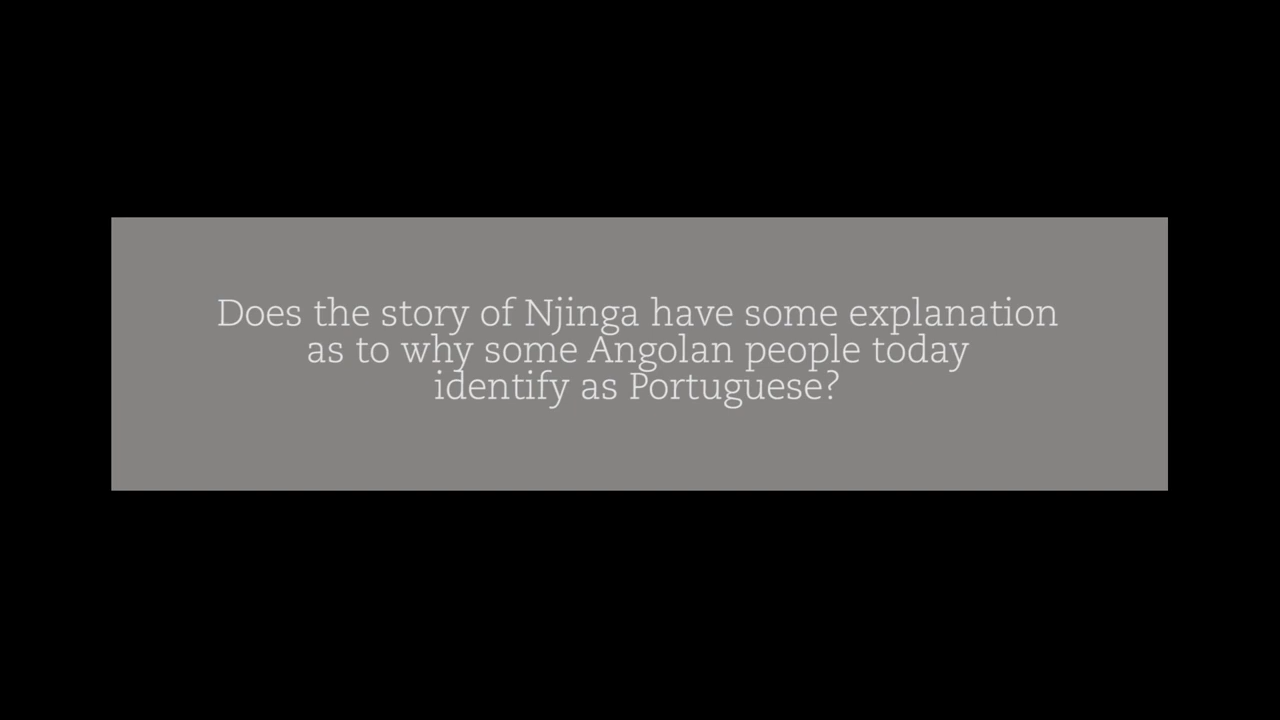 Does the story of Njinga have some explanation
as to why some Angolan people today
identify as Portuguese?